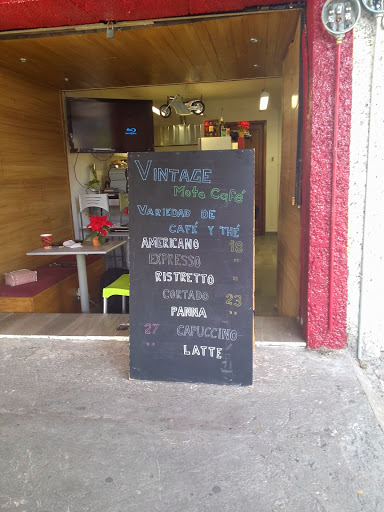 VINTAGE
Moto Café
VARIEDAD DE
CAFÉ Y THÉ
AMERICANO 18
EXPRESSO "
RISTRETTO "
CORTADO 23
PANNA "
27 CAPUCCINO
" LATTE